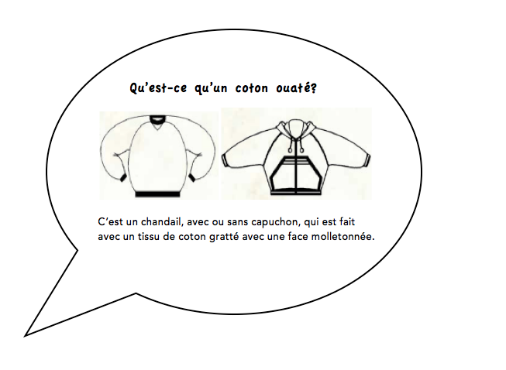 Qu'est-ce qu'un coton ouaté?
C'est un chandail, avec ou sans capuchon, qui est fait
avec un tissu de coton gratté avec une face molletonnée.